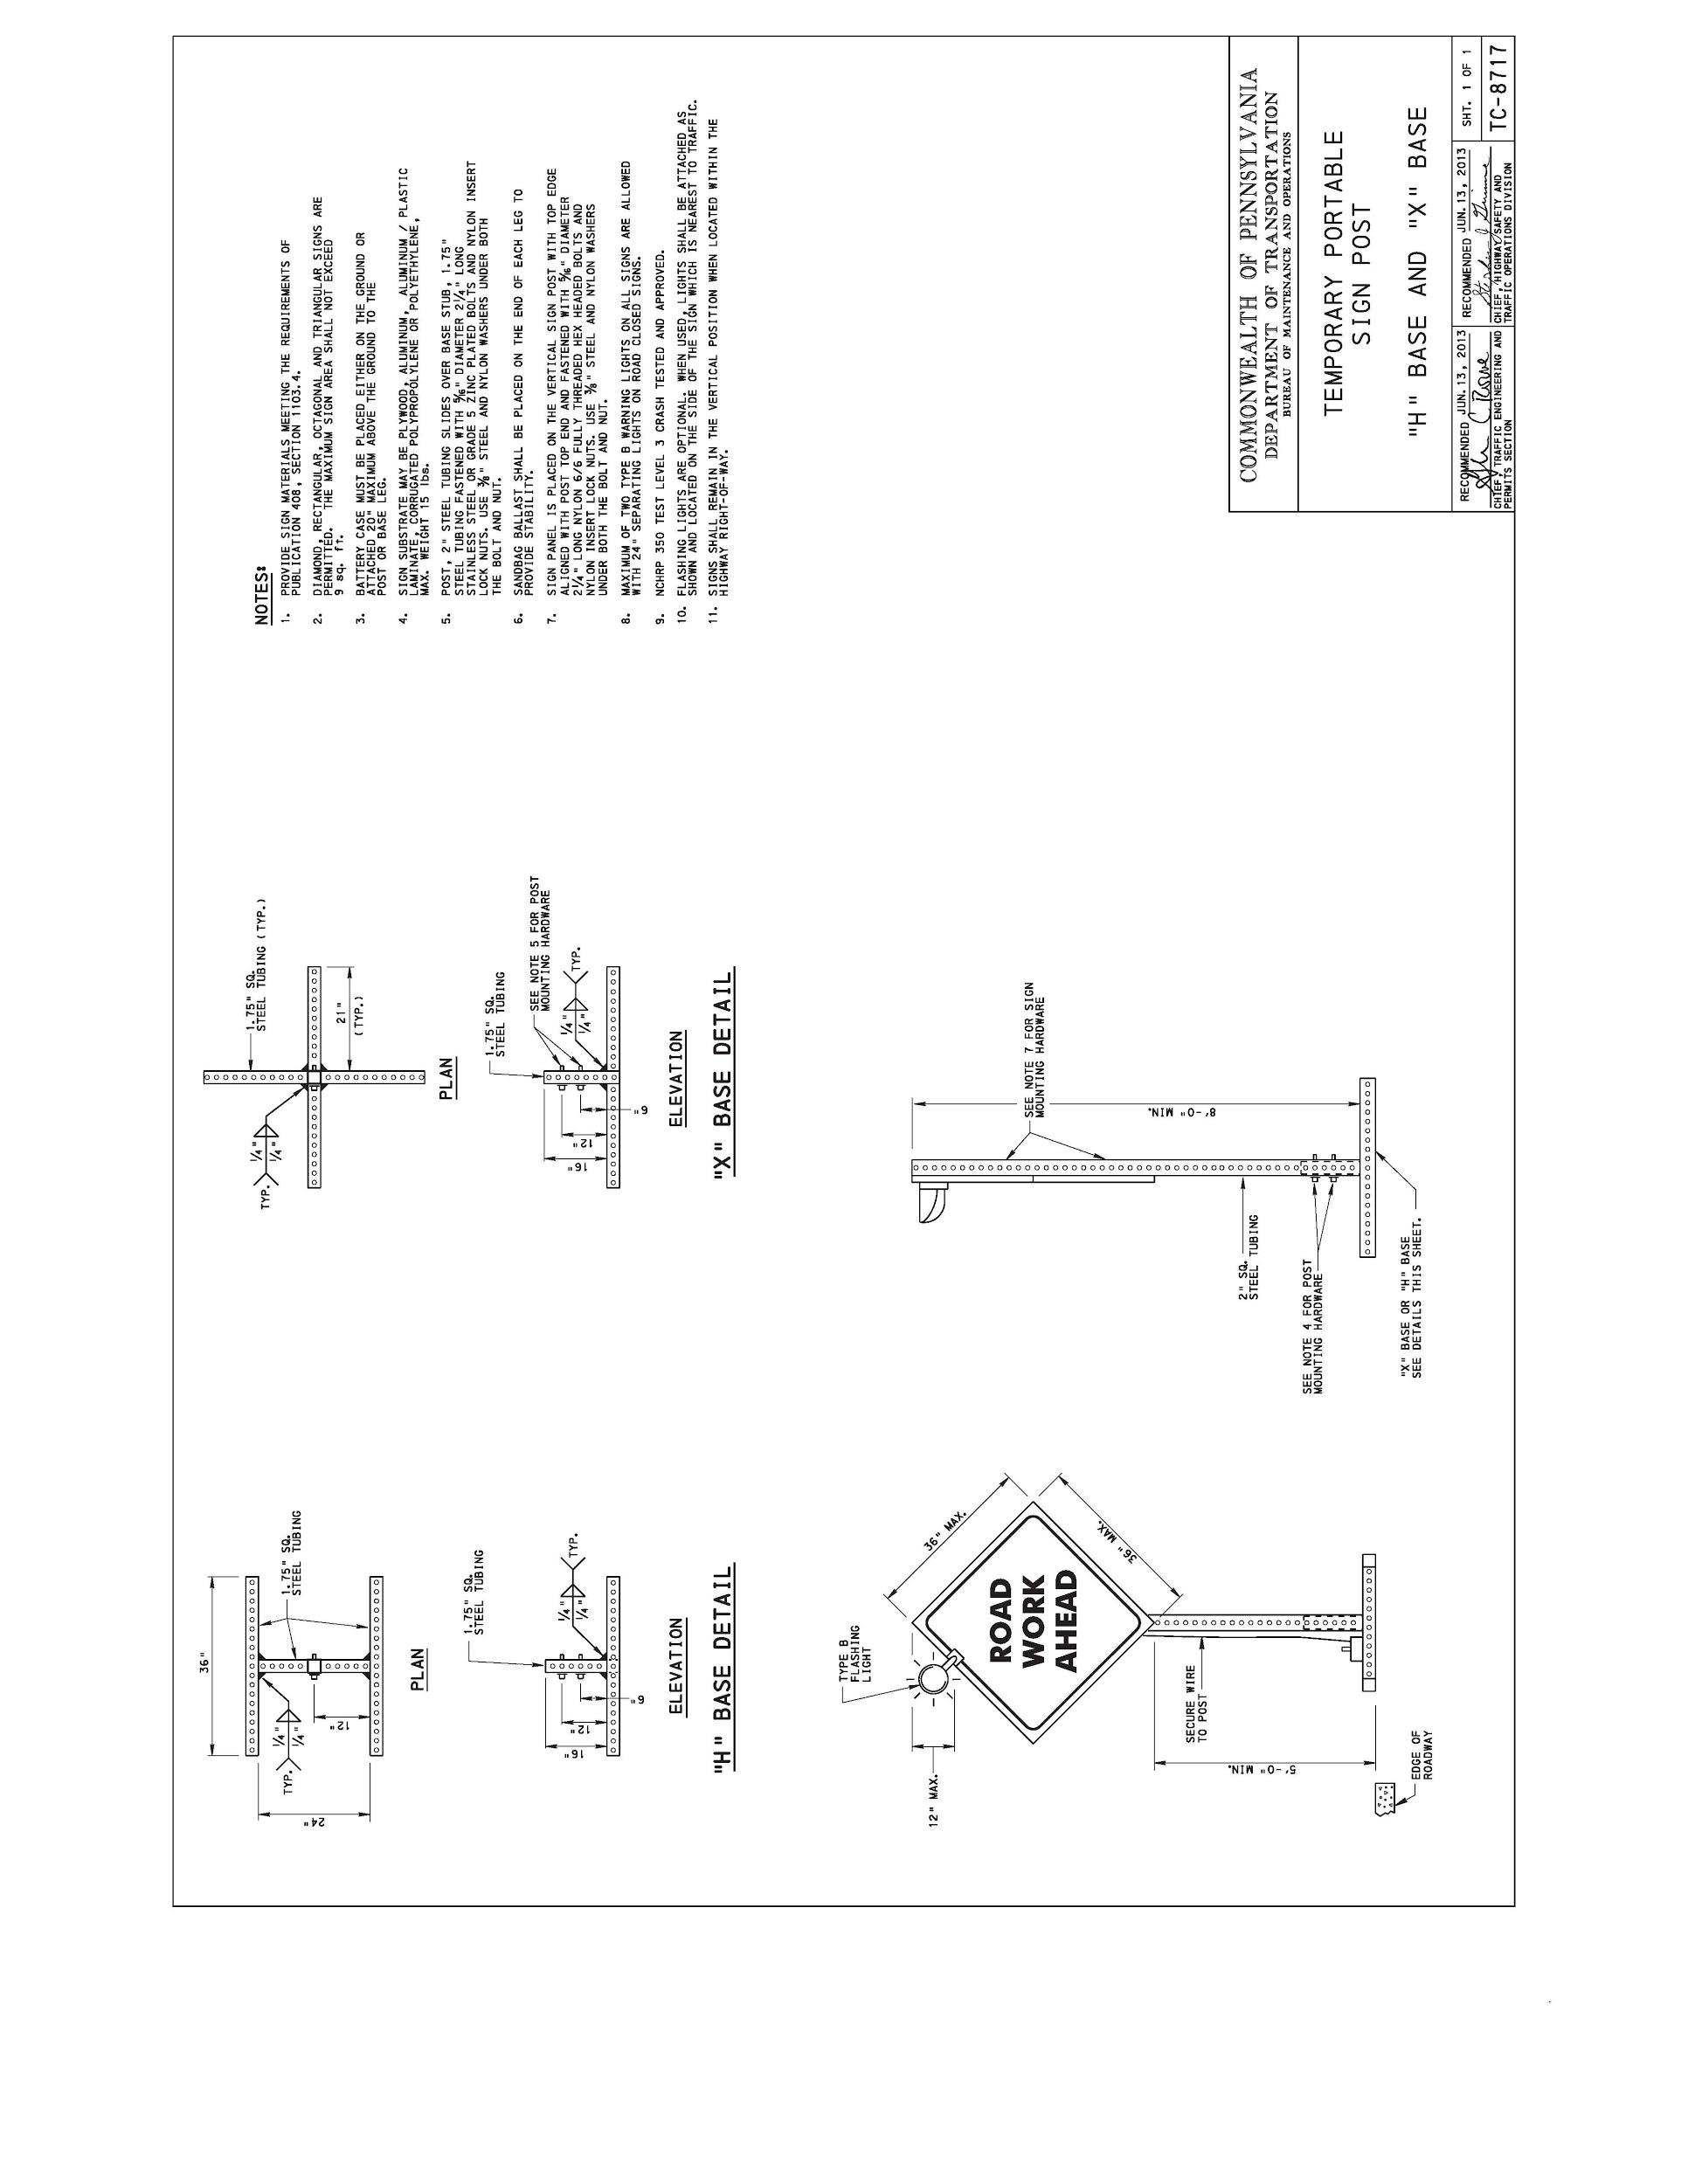 36"
1.75" SQ.
STEEL TUBING
TYP.
1/4"
1/4"
12"
24"
PLAN
1.75" SQ.
STEEL TUBING
TYP.
1/4"
1/4"
6"
12"
16"
ELEVATION
"H" BASE DETAIL
1.75" SQ.
STEEL TUBING (TYP.)
TYP.
1/4"
1/4"
21"
(TYP.)
PLAN
1.75" SQ.
STEEL TUBING
SEE NOTE 5 FOR POST
MOUNTING HARDWARE
TYP.
1/4"
1/4"
6"
12"
16"
ELEVATION
"X" BASE DETAIL
NOTES:
1. PROVIDE SIGN MATERIALS MEETING THE REQUIREMENTS OF
PUBLICATION 408, SECTION 1103.4.
2. DIAMOND, RECTANGULAR, OCTAGONAL AND TRIANGULAR SIGNS ARE
PERMITTED. THE MAXIMUM SIGN AREA SHALL NOT EXCEED
9 sq. ft.
3. BATTERY CASE MUST BE PLACED EITHER ON THE GROUND OR
ATTACHED 20" MAXIMUM ABOVE THE GROUND TO THE
POST OR BASE LEG.
4. SIGN SUBSTRATE MAY BE PLYWOOD, ALUMINUM, ALUMINUM / PLASTIC
LAMINATE, CORRUGATED POLYPROPYLENE OR POLYETHYLENE,
MAX. WEIGHT 15 lbs.
5. POST, 2" STEEL TUBING SLIDES OVER BASE STUB, 1.75"
STEEL TUBING FASTENED WITH 5/16" DIAMETER 2 1/4" LONG
STAINLESS STEEL OR GRADE 5 ZINC PLATED BOLTS AND NYLON INSERT
LOCK NUTS. USE 3/8" STEEL AND NYLON WASHERS UNDER BOTH
THE BOLT AND NUT.
6. SANDBAG BALLAST SHALL BE PLACED ON THE END OF EACH LEG TO
PROVIDE STABILITY.
7. SIGN PANEL IS PLACED ON THE VERTICAL SIGN POST WITH TOP EDGE
ALIGNED WITH POST TOP END AND FASTENED WITH 5/16" DIAMETER
2 1/4" LONG NYLON 6/6 FULLY THREADED HEX HEADED BOLTS AND
NYLON INSERT LOCK NUTS. USE 3/8" STEEL AND NYLON WASHERS
UNDER BOTH THE BOLT AND NUT.
8. MAXIMUM OF TWO TYPE B WARNING LIGHTS ON ALL SIGNS ARE ALLOWED
WITH 24" SEPARATING LIGHTS ON ROAD CLOSED SIGNS.
9. NCHRP 350 TEST LEVEL 3 CRASH TESTED AND APPROVED.
10. FLASHING LIGHTS ARE OPTIONAL. WHEN USED, LIGHTS SHALL BE ATTACHED AS
SHOWN AND LOCATED ON THE SIDE OF THE SIGN WHICH IS NEAREST TO TRAFFIC.
11. SIGNS SHALL REMAIN IN THE VERTICAL POSITION WHEN LOCATED WITHIN THE
HIGHWAY RIGHT-OF-WAY.
TYPE B
FLASHING
LIGHT
12" MAX.
36" MAX.
36" MAX.
ROAD
WORK
AHEAD
SECURE WIRE
TO POST
5'-0" MIN.
EDGE OF
ROADWAY
SEE NOTE 7 FOR SIGN
MOUNTING HARDWARE
8'-0" MIN.
2" SQ.
STEEL TUBING
SEE NOTE 4 FOR POST
MOUNTING HARDWARE
"X" BASE OR "H" BASE
SEE DETAILS THIS SHEET.
COMMONWEALTH OF PENNSYLVANIA
DEPARTMENT OF TRANSPORTATION
BUREAU OF MAINTENANCE AND OPERATIONS
TEMPORARY PORTABLE
SIGN POST
"H" BASE AND "X" BASE
RECOMMENDED JUN.13, 2013
CHIEF, TRAFFIC ENGINEERING AND
PERMITS SECTION
RECOMMENDED JUN.13, 2013
CHIEF, HIGHWAY SAFETY AND
TRAFFIC OPERATIONS DIVISION
SHT. 1 OF 1
TC-8717